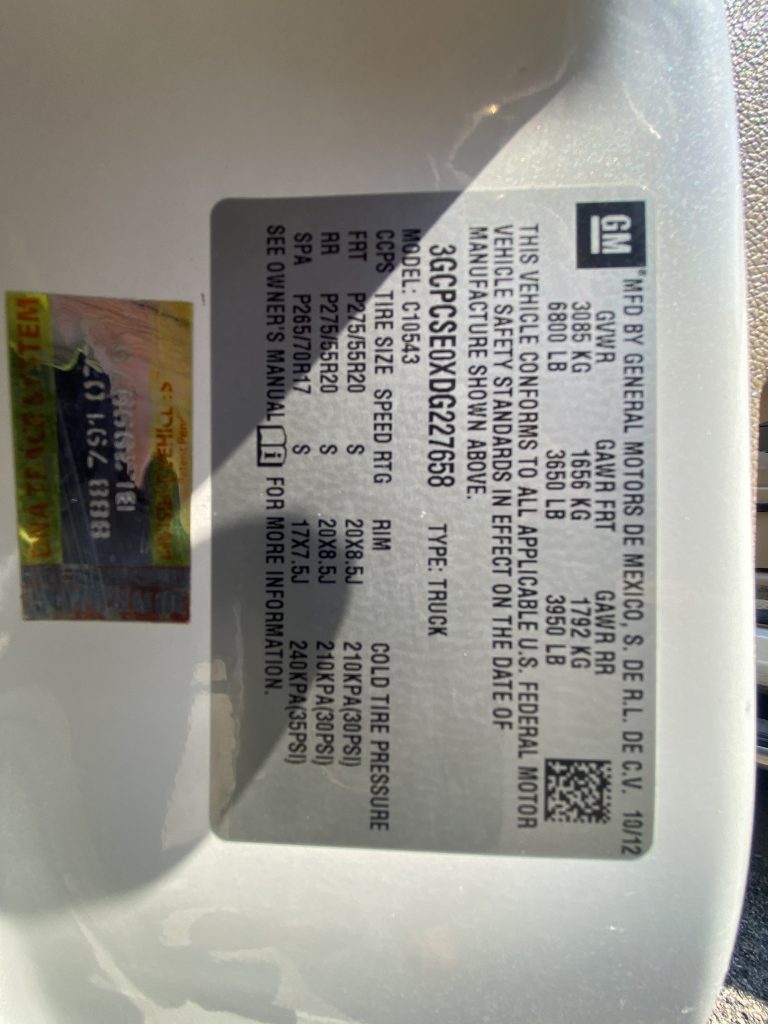 GM
® MFD BY GENERAL MOTORS DE MEXICO, S. DE R.L. DE C.V. 10/12
GVWR GAWR FRT GAWR RR
3085 KG 1656 KG 1792 KG
6800 LB 3650 LB 3950 LB
THIS VEHICLE CONFORMS TO ALL APPLICABLE U.S. FEDERAL MOTOR
VEHICLE SAFETY STANDARDS IN EFFECT ON THE DATE OF
MANUFACTURE SHOWN ABOVE.
3GCPCSE0XDG227658 TYPE: TRUCK
MODEL: C10543
CCPS TIRE SIZE SPEED RTG RIM COLD TIRE PRESSURE
FRT P275/55R20 S 20X8.5J 210KPA(30PSI)
RR P275/55R20 S 20X8.5J 210KPA(30PSI)
SPA P265/70R17 S 17X7.5J 240KPA(35PSI)
SEE OWNER'S MANUAL FOR MORE INFORMATION.
SYSTEM